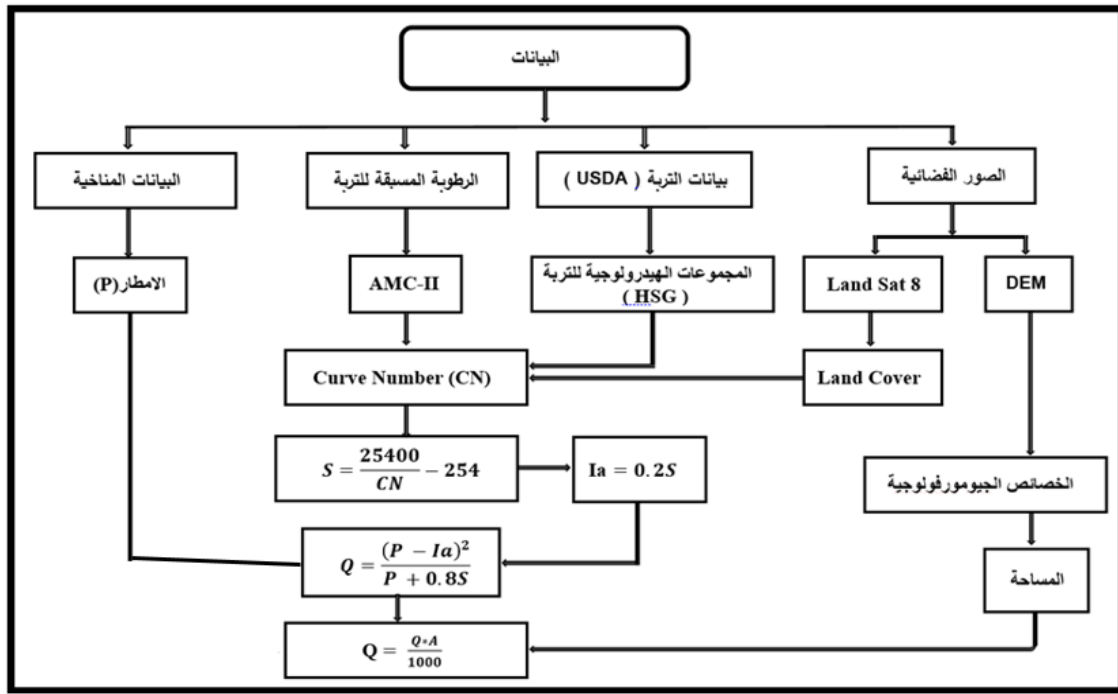 البيانات
الصور الفضائية
بيانات التربة ( USDA )
الرطوبة المسبقة للتربة
البيانات المناخية
DEM
Land Sat 8
المجموعات الهيدرولوجية للتربة
( HSG )
AMC-II
الامطار(P)
Land Cover
Curve Number (CN)
S = 25400/CN − 254
Ia = 0.2S
الخصائص الجيومورفولوجية
Q = (P − Ia)²/P + 0.8S
المساحة
Q = Q*A/1000